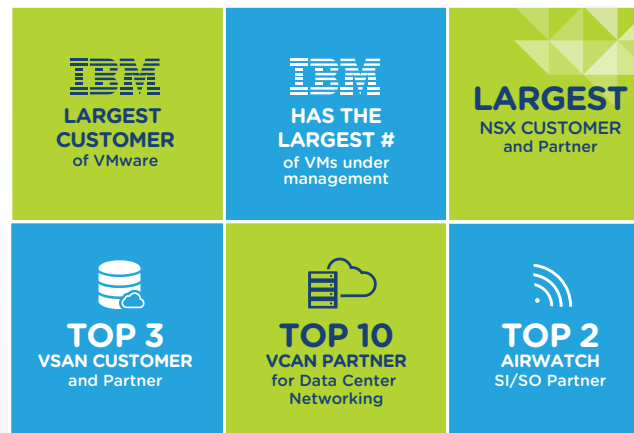 IBM
LARGEST
CUSTOMER
of VMware
IBM
HAS THE
LARGEST #
of VMs under
management
LARGEST
NSX CUSTOMER
and Partner
TOP 3
VSAN CUSTOMER
and Partner
TOP 10
VCAN PARTNER
for Data Center
Networking
TOP 2
AIRWATCH
SI/SO Partner